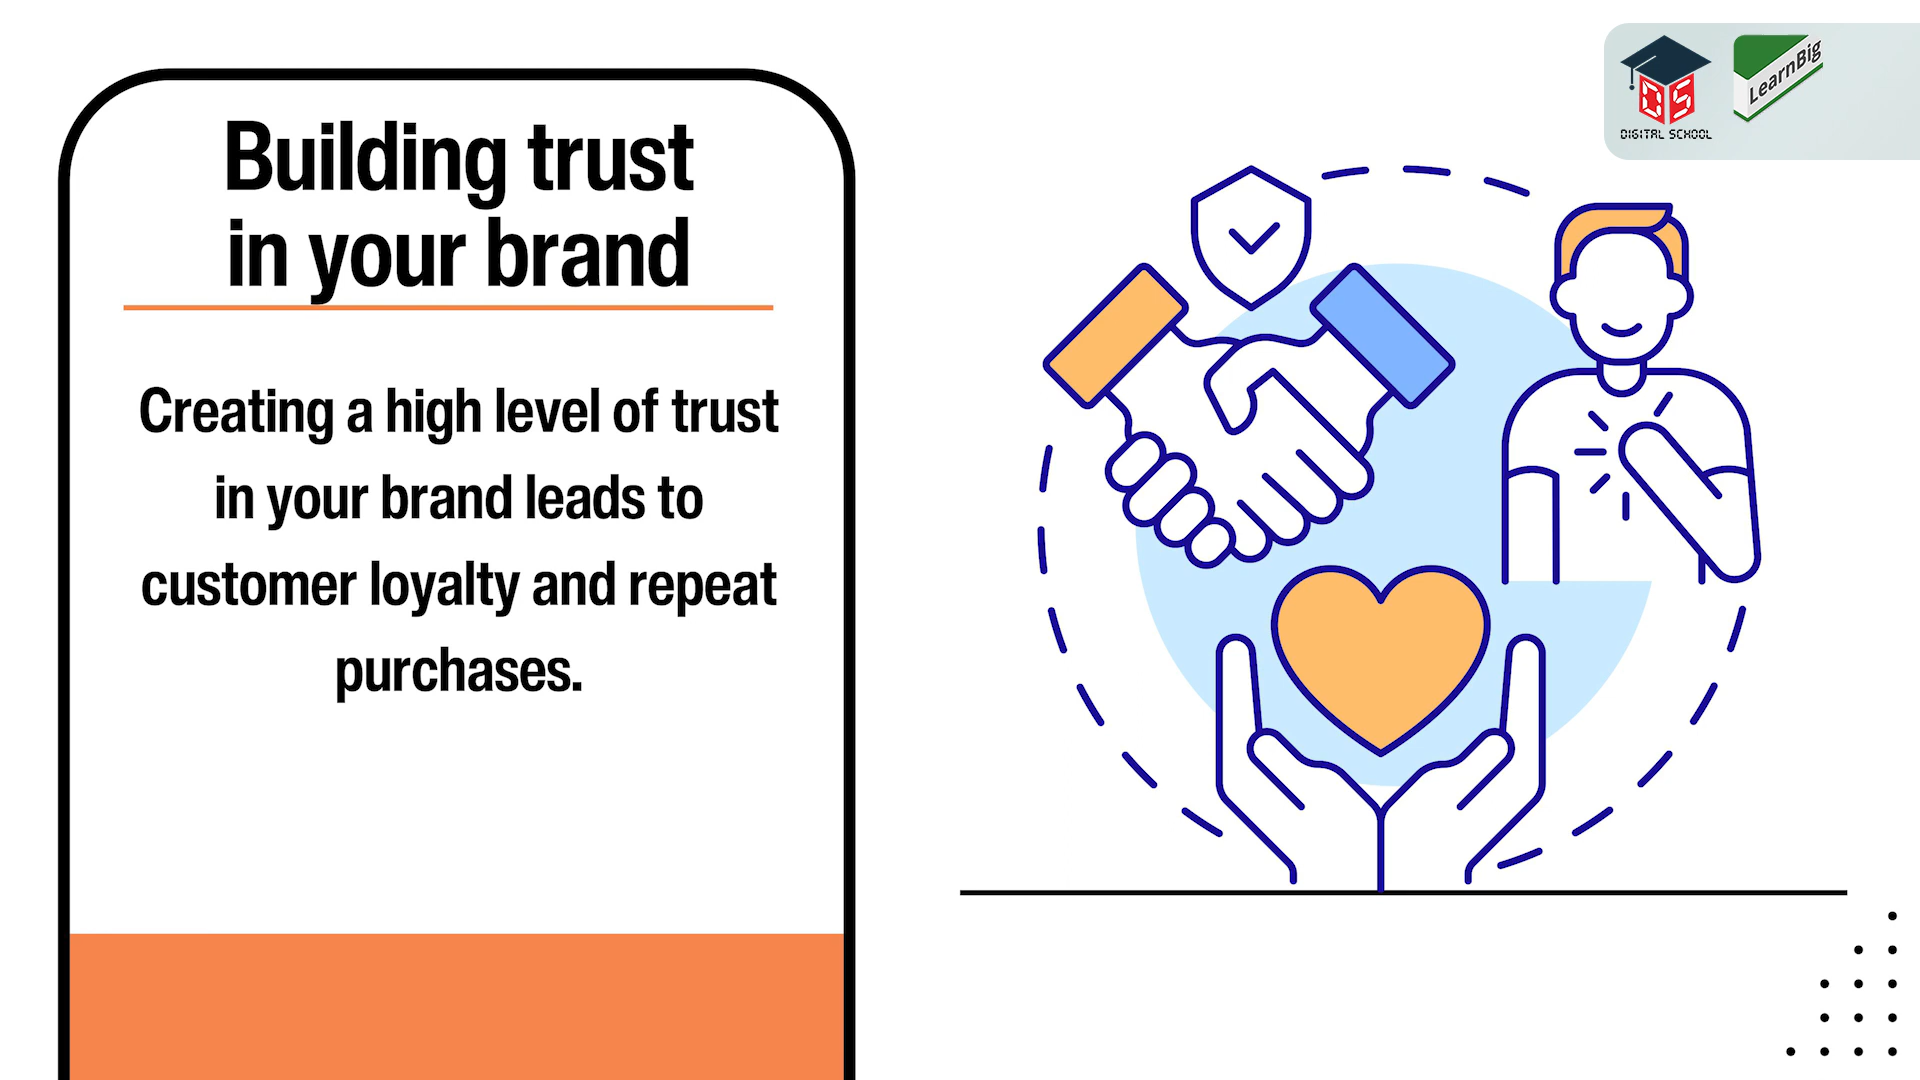 Building trust
in your brand
Creating a high level of trust
in your brand leads to
customer loyalty and repeat
purchases.
DS
DIGITAL SCHOOL
LearnBig